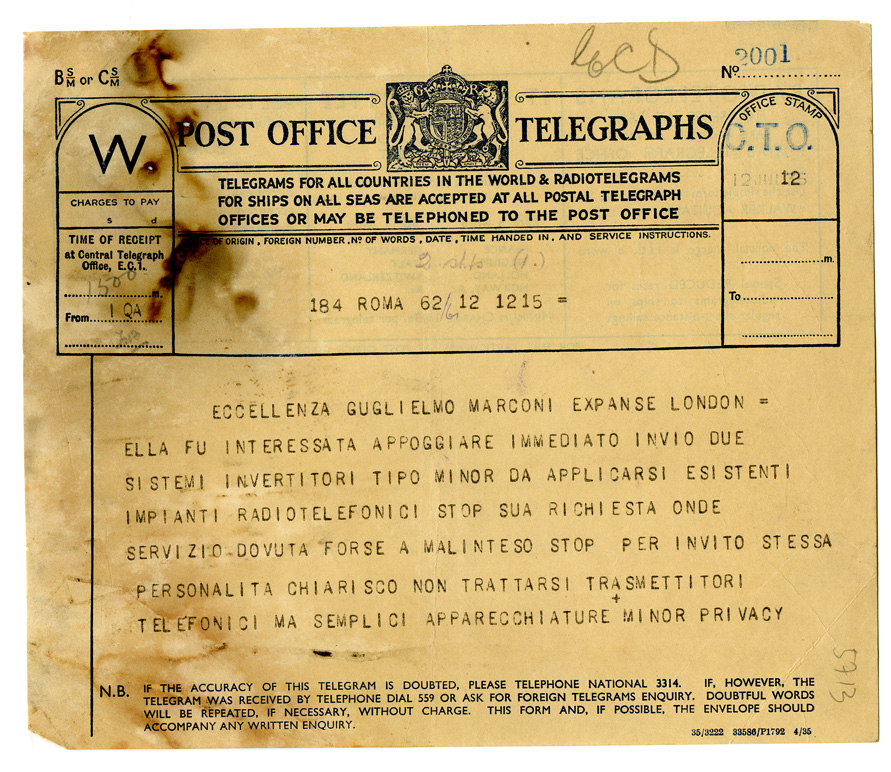 B S/M or C S/M
LCD
No. 2001
W
POST OFFICE TELEGRAPHS
G R
OFFICE STAMP
C.T.O.
12
TELEGRAMS FOR ALL COUNTRIES IN THE WORLD & RADIOTELEGRAMS
FOR SHIPS ON ALL SEAS ARE ACCEPTED AT ALL POSTAL TELEGRAPH
OFFICES OR MAY BE TELEPHONED TO THE POST OFFICE
CHARGES TO PAY
s d
TIME OF RECEIPT
at Central Telegraph
Office, E.C.1.
1500 m.
From 1 QA
OF ORIGIN, FOREIGN NUMBER, No. OF WORDS, DATE, TIME HANDED IN, AND SERVICE INSTRUCTIONS.
184 ROMA 62/61 12 1215 =
m.
To
ECCELLENZA GUGLIELMO MARCONI EXPANSE LONDON =
ELLA FU INTERESSATA APPOGGIARE IMMEDIATO INVIO DUE
SISTEMI INVERTITORI TIPO MINOR DA APPLICARSI ESISTENTI
IMPIANTI RADIOTELEFONICI STOP SUA RICHIESTA ONDE
SERVIZIO DOVUTA FORSE A MALINTESO STOP PER INVITO STESSA
PERSONALITA CHIARISCO NON TRATTARSI TRASMETTITORI
TELEFONICI MA SEMPLICI APPARECCHIATURE + MINOR PRIVACY
5713
N.B. IF THE ACCURACY OF THIS TELEGRAM IS DOUBTED, PLEASE TELEPHONE NATIONAL 3314. IF, HOWEVER, THE
TELEGRAM WAS RECEIVED BY TELEPHONE DIAL 559 OR ASK FOR FOREIGN TELEGRAMS ENQUIRY. DOUBTFUL WORDS
WILL BE REPEATED, IF NECESSARY, WITHOUT CHARGE. THIS FORM AND, IF POSSIBLE, THE ENVELOPE SHOULD
ACCOMPANY ANY WRITTEN ENQUIRY.
35/3222 33586/P1792 4/35